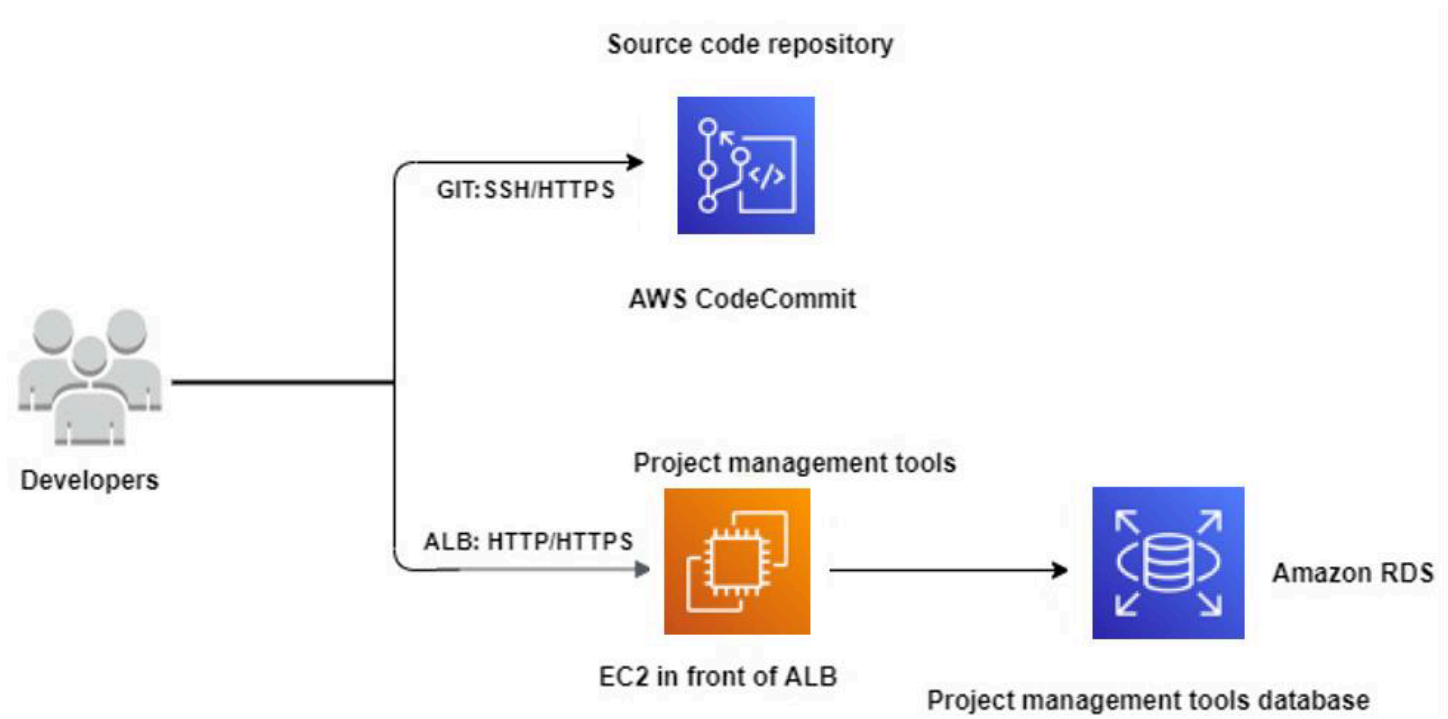 Source code repository
GIT:SSH/HTTPS
</>
AWS CodeCommit
Developers
Project management tools
ALB: HTTP/HTTPS
Amazon RDS
EC2 in front of ALB
Project management tools database